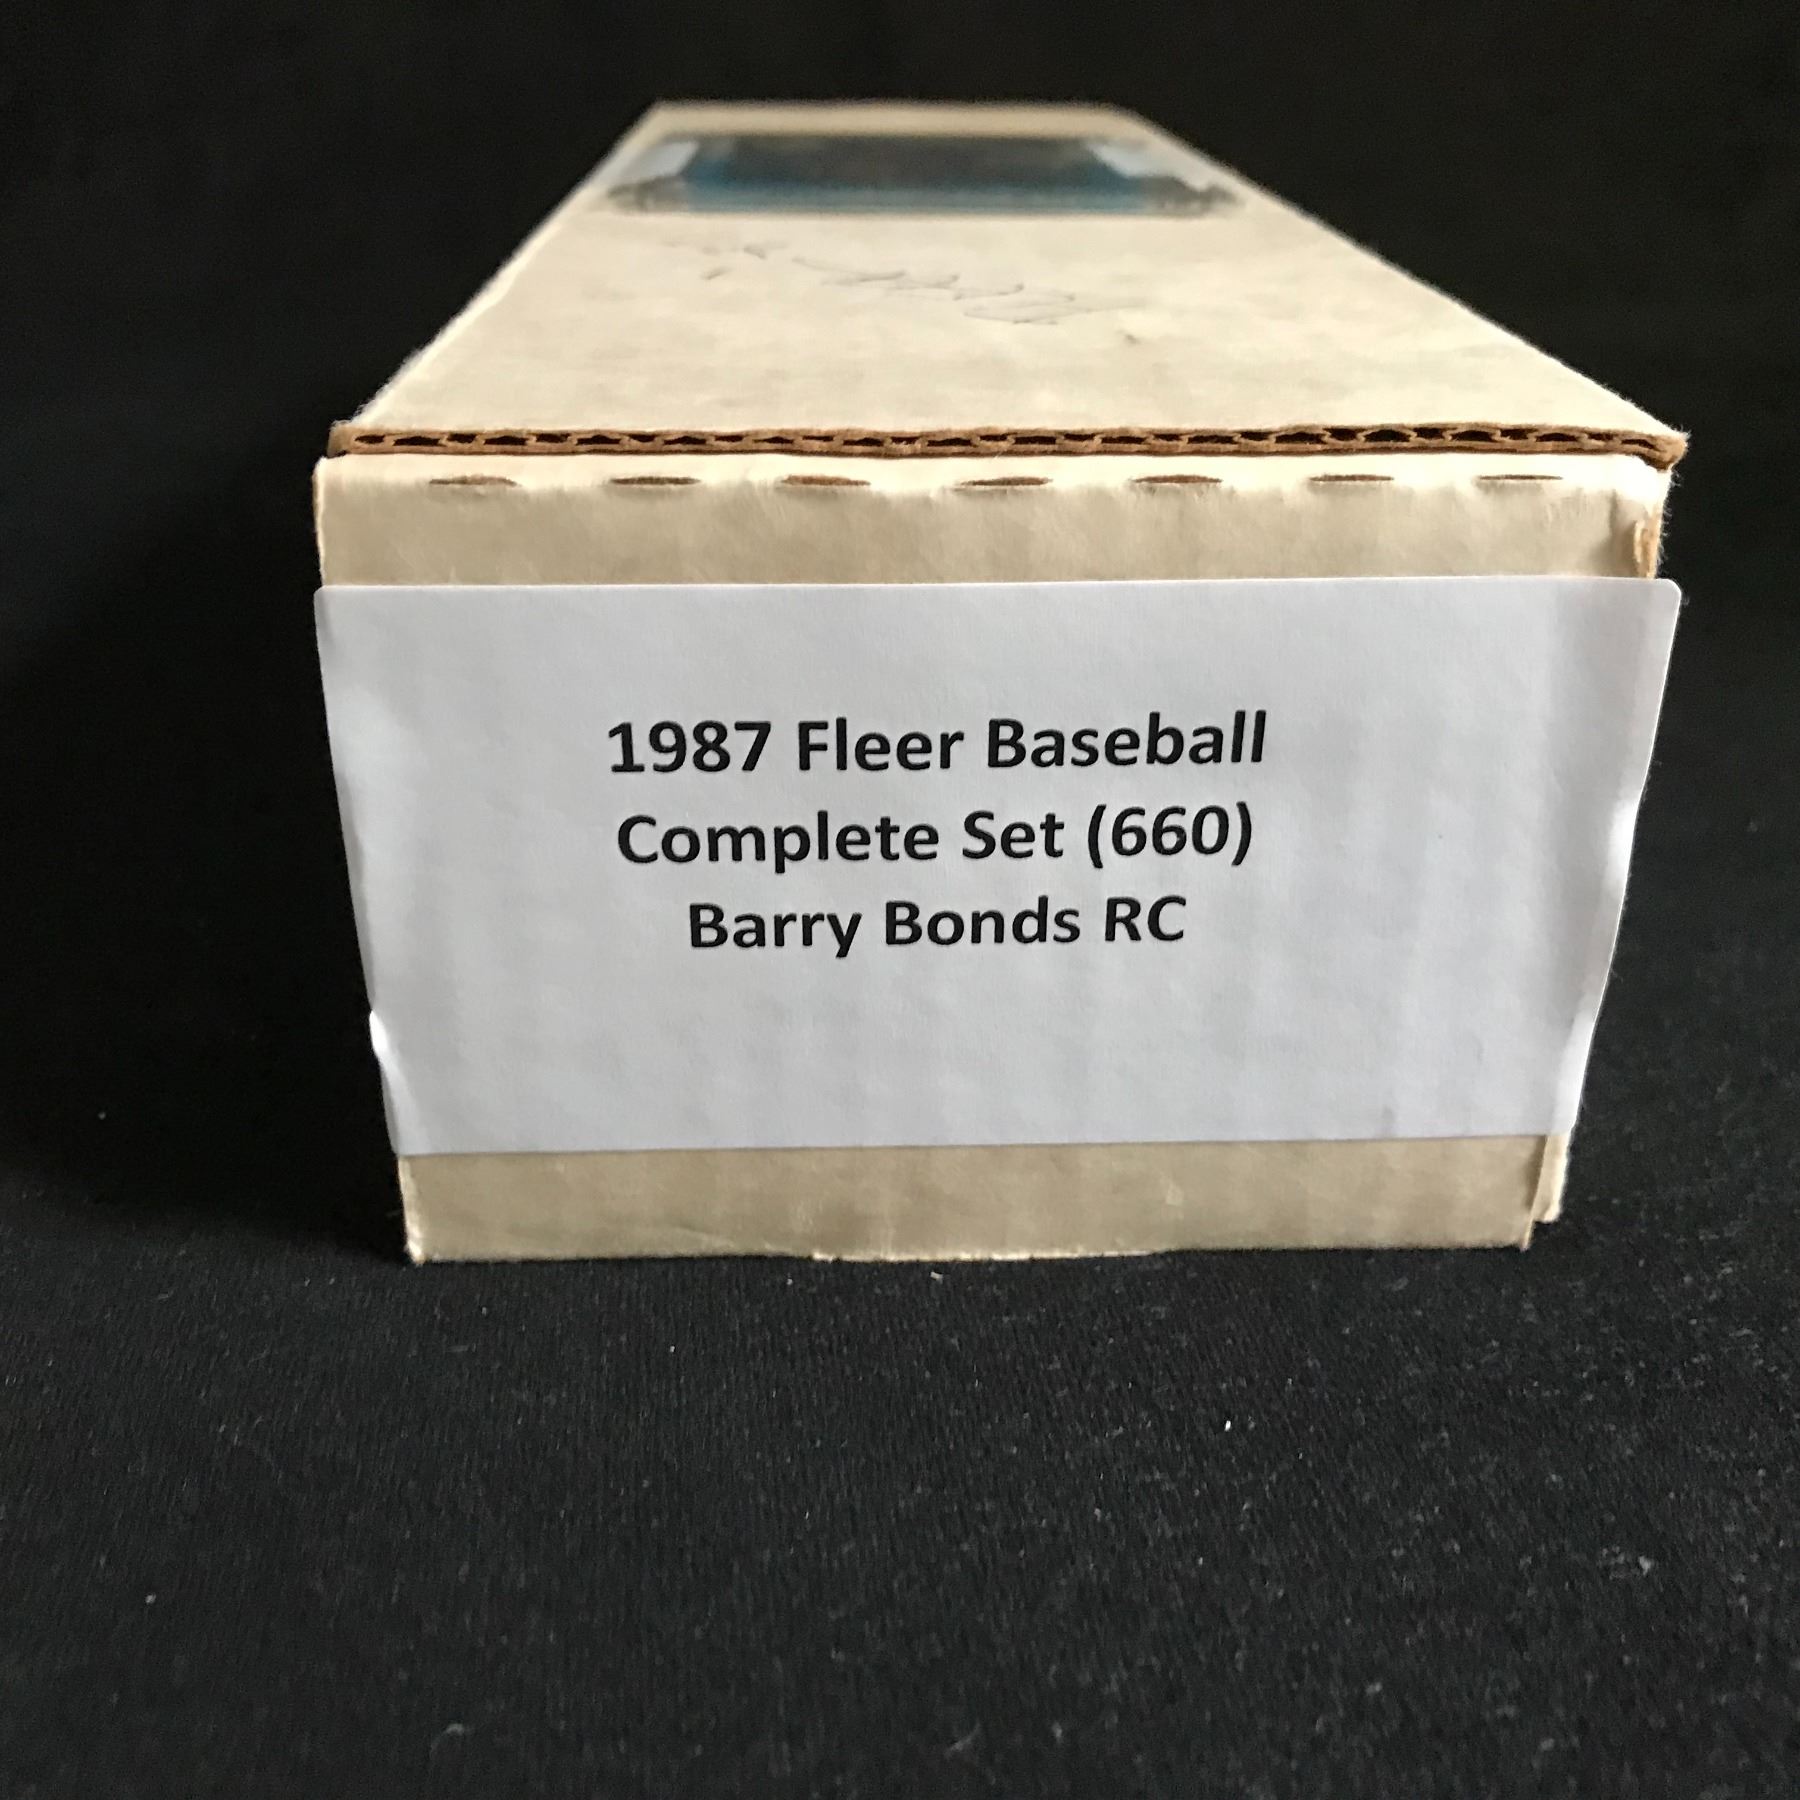 1987 Fleer Baseball
Complete Set (660)
Barry Bonds RC